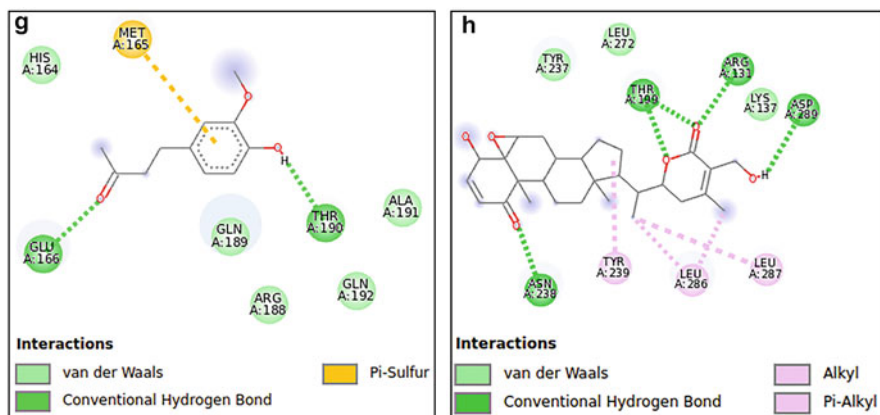 g
MET
A:165
HIS
A:164
O
O
H
O
ALA
A:191
THR
A:190
GLN
A:189
GLU
A:166
GLN
A:192
ARG
A:188
Interactions
van der Waals
Conventional Hydrogen Bond
Pi-Sulfur
h
LEU
A:272
TYR
A:237
ARG
A:131
THR
A:199
LYS
A:137
ASP
A:289
O
O
O
O
O
H
O
TYR
A:239
LEU
A:286
LEU
A:287
ASN
A:238
Interactions
van der Waals
Conventional Hydrogen Bond
Alkyl
Pi-Alkyl